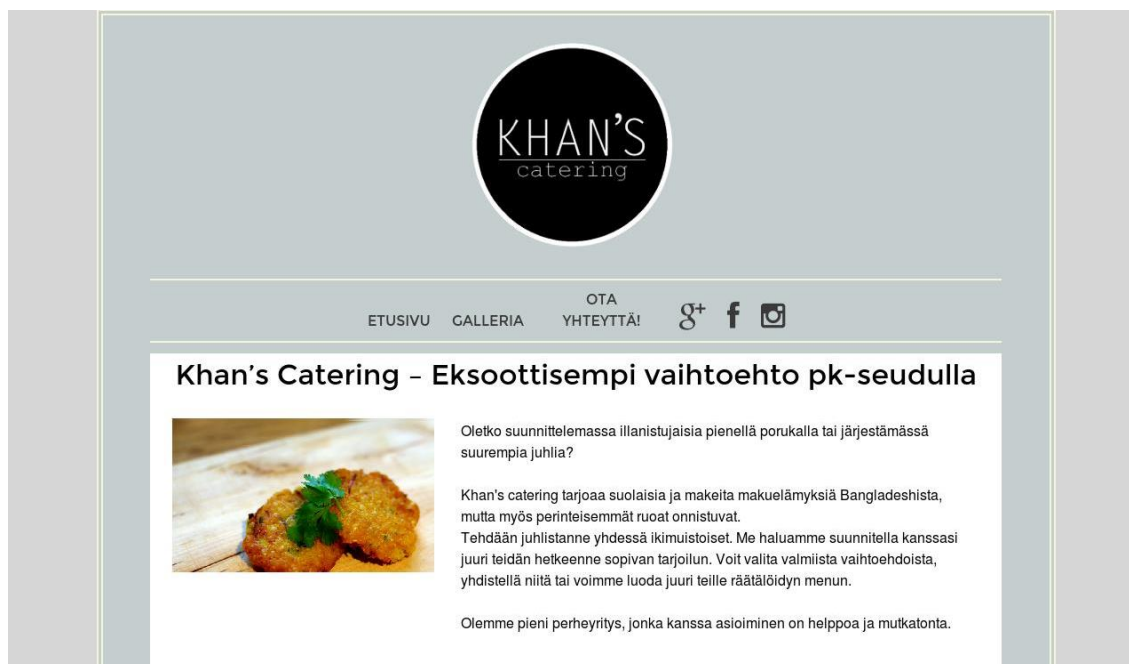 KHAN'S
catering
ETUSIVU
GALLERIA
OTA
YHTEYTTÄ!
g+
f
Khan's Catering – Eksoottisempi vaihtoehto pk-seudulla
Oletko suunnittelemassa illanistujaisia pienellä porukalla tai järjestämässä
suurempia juhlia?
Khan's catering tarjoaa suolaisia ja makeita makuelämyksiä Bangladeshista,
mutta myös perinteisemmät ruoat onnistuvat.
Tehdään juhlistanne yhdessä ikimuistoiset. Me haluamme suunnitella kanssasi
juuri teidän hetkeenne sopivan tarjoilun. Voit valita valmiista vaihtoehdoista,
yhdistellä niitä tai voimme luoda juuri teille räätälöidyn menun.
Olemme pieni perheyritys, jonka kanssa asioiminen on helppoa ja mutkatonta.